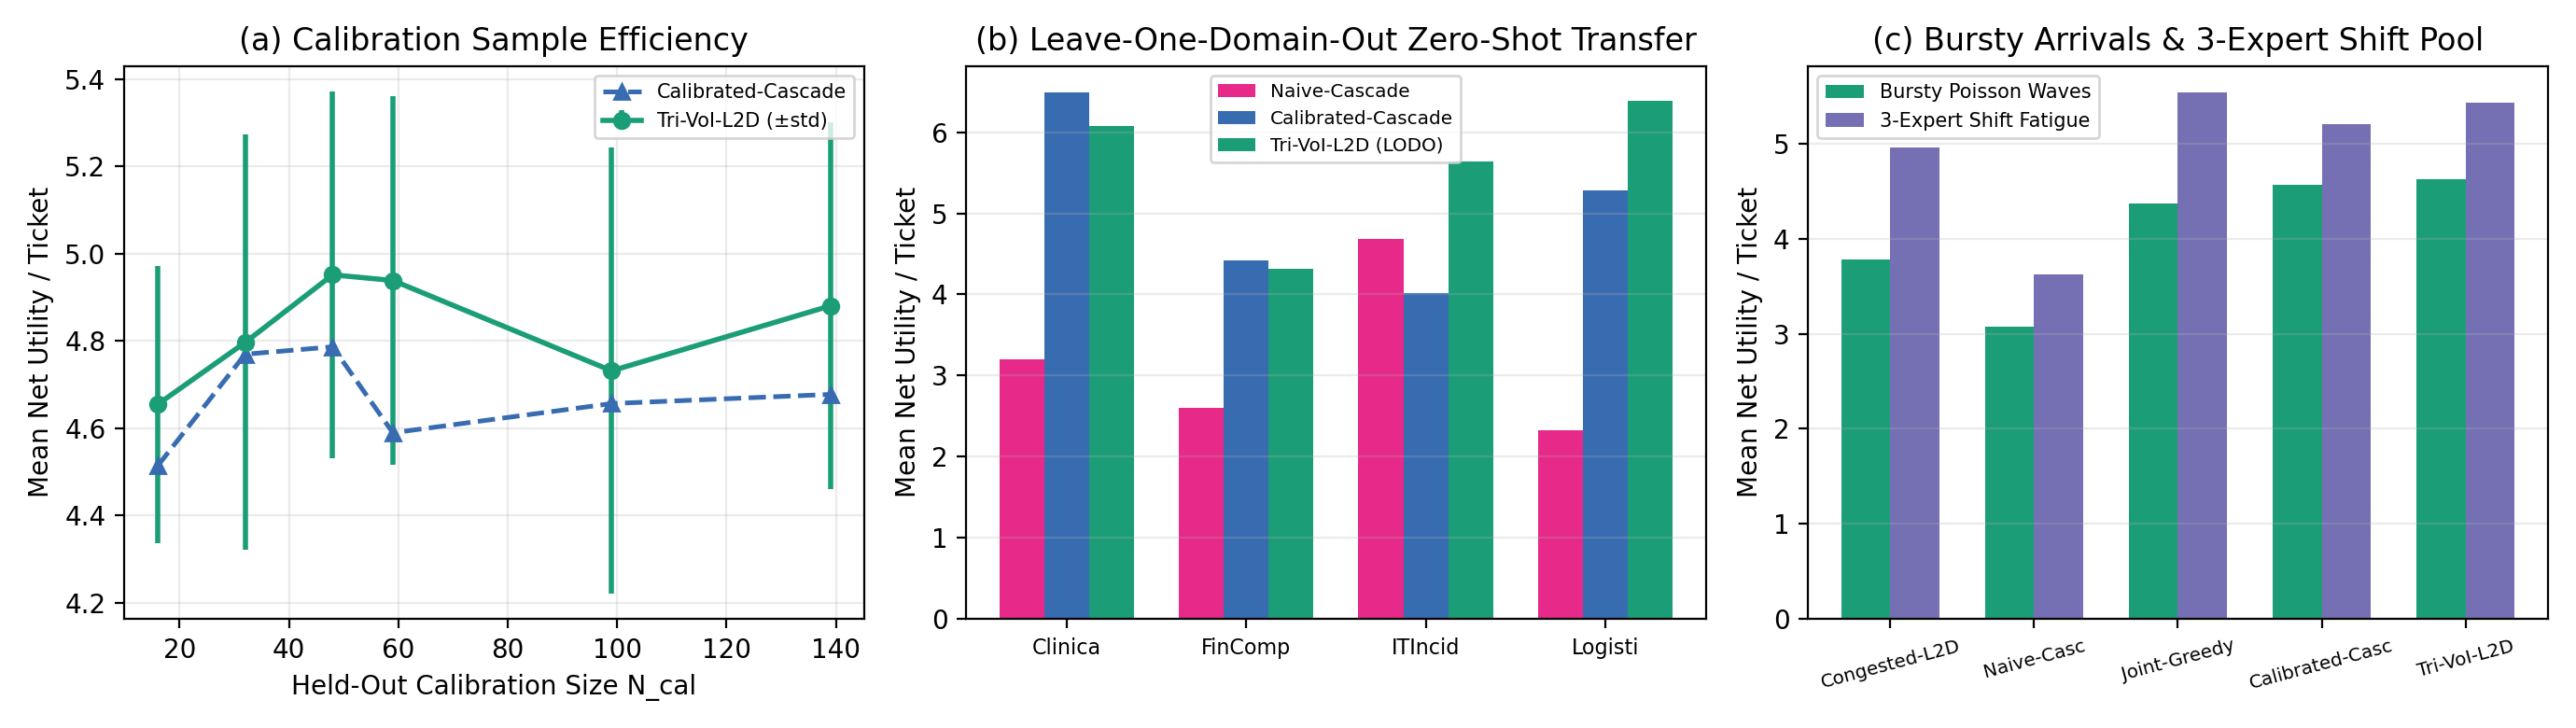 (a) Calibration Sample Efficiency
Mean Net Utility / Ticket
5.4
5.2
5.0
4.8
4.6
4.4
4.2
Calibrated-Cascade
Tri-VoI-L2D (±std)
20 40 60 80 100 120 140
Held-Out Calibration Size N_cal
(b) Leave-One-Domain-Out Zero-Shot Transfer
Mean Net Utility / Ticket
6
5
4
3
2
1
0
Naive-Cascade
Calibrated-Cascade
Tri-VoI-L2D (LODO)
Clinica FinComp ITIncid Logisti
(c) Bursty Arrivals & 3-Expert Shift Pool
Mean Net Utility / Ticket
5
4
3
2
1
0
Bursty Poisson Waves
3-Expert Shift Fatigue
Congested-L2D Naive-Casc Joint-Greedy Calibrated-Casc Tri-VoI-L2D